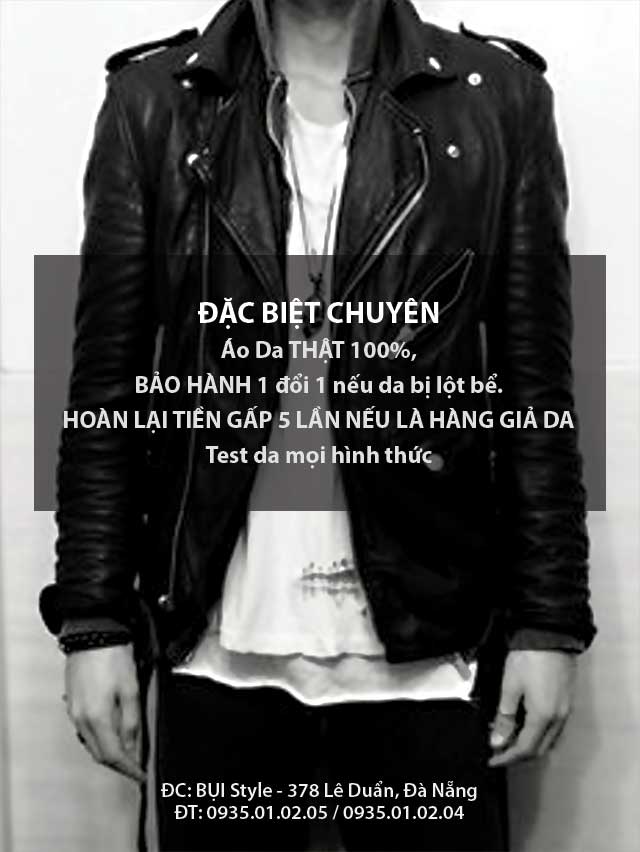 ĐẶC BIỆT CHUYÊN
Áo Da THẬT 100%,
BẢO HÀNH 1 đổi 1 nếu da bị lột bể.
HOÀN LẠI TIỀN GẤP 5 LẦN NẾU LÀ HÀNG GIẢ DA
Test da mọi hình thức
ĐC: BỤI Style - 378 Lê Duẩn, Đà Nẵng
ĐT: 0935.01.02.05 / 0935.01.02.04